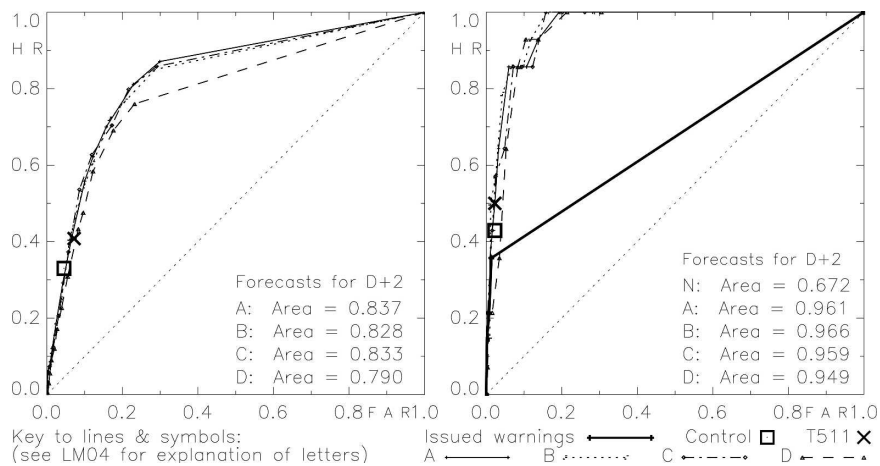 1.0
H R
0.8
0.6
0.4
0.2
0.0
Forecasts for D+2
A: Area = 0.837
B: Area = 0.828
C: Area = 0.833
D: Area = 0.790
0.0 0.2 0.4 0.6 0.8 F A R 1.0
1.0
H R
0.8
0.6
0.4
0.2
0.0
Forecasts for D+2
N: Area = 0.672
A: Area = 0.961
B: Area = 0.966
C: Area = 0.959
D: Area = 0.949
0.0 0.2 0.4 0.6 0.8 F A R 1.0
Key to lines & symbols: Issued warnings Control T511
(see LM04 for explanation of letters) A B C D